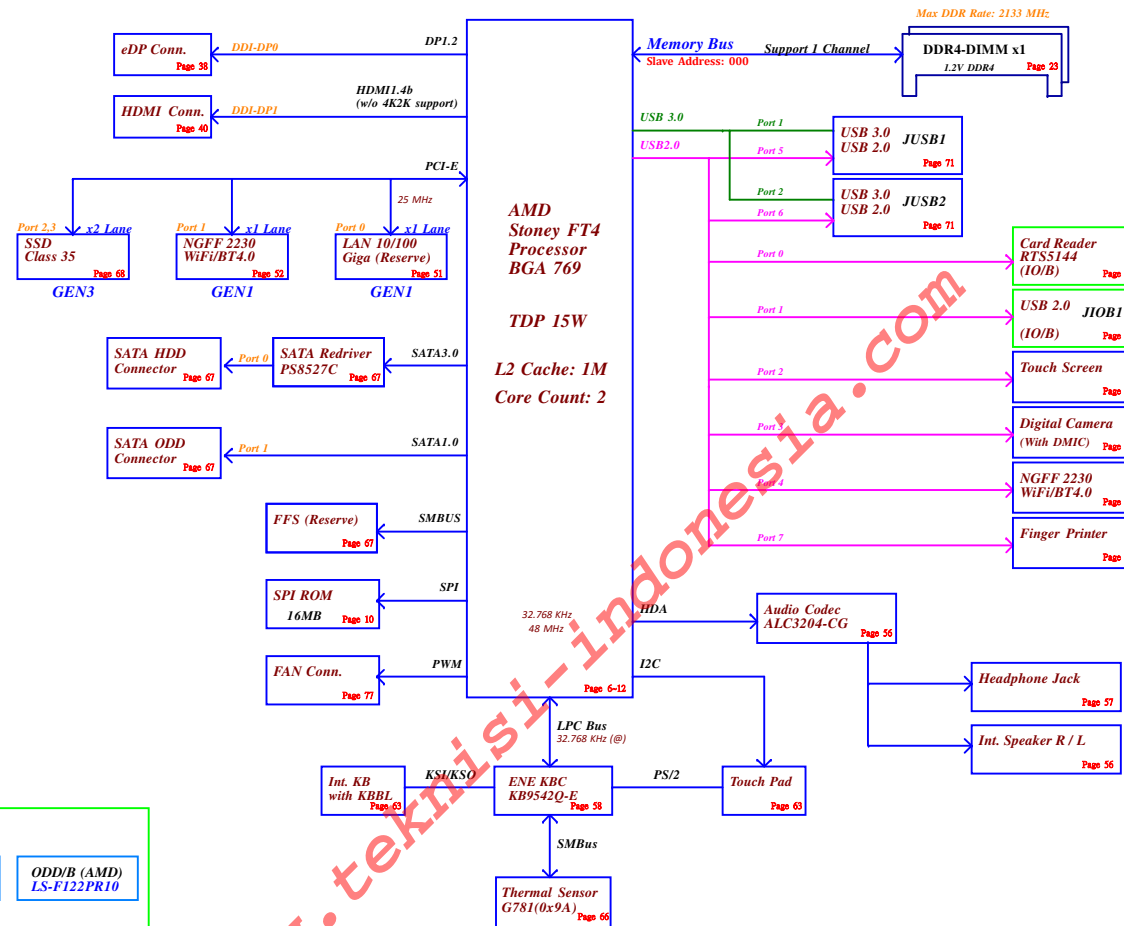 Max DDR Rate: 2133 MHz
eDP Conn.
Page 38
DDI-DP0
DP1.2
Memory Bus
Slave Address: 000
Support 1 Channel
DDR4-DIMM x1
1.2V DDR4
Page 23
HDMI Conn.
Page 40
DDI-DP1
HDMI1.4b
(w/o 4K2K support)
USB 3.0
USB2.0
Port 1
Port 5
USB 3.0
USB 2.0
JUSB1
Page 71
Port 2
Port 6
USB 3.0
USB 2.0
JUSB2
Page 71
PCI-E
25 MHz
Port 2,3
x2 Lane
SSD
Class 35
Page 68
GEN3
Port 1
x1 Lane
NGFF 2230
WiFi/BT4.0
Page 52
GEN1
Port 0
x1 Lane
LAN 10/100
Giga (Reserve)
Page 51
GEN1
AMD
Stoney FT4
Processor
BGA 769
TDP 15W
L2 Cache: 1M
Core Count: 2
Port 0
Card Reader
RTS5144
(IO/B)
Page
Port 1
USB 2.0
JIOB1
(IO/B)
Page
Port 2
Touch Screen
Page
Port 3
Digital Camera
(With DMIC)
Page
Port 4
NGFF 2230
WiFi/BT4.0
Page
Port 7
Finger Printer
Page
SATA HDD
Connector
Page 67
Port 0
SATA Redriver
PS8527C
Page 67
SATA3.0
SATA ODD
Connector
Page 67
Port 1
SATA1.0
FFS (Reserve)
Page 67
SMBUS
SPI ROM
16MB
Page 10
SPI
FAN Conn.
Page 77
PWM
32.768 KHz
48 MHz
Page 6-12
HDA
Audio Codec
ALC3204-CG
Page 56
I2C
Headphone Jack
Page 57
Int. Speaker R / L
Page 56
LPC Bus
32.768 KHz (@)
Int. KB
with KBBL
Page 63
KSI/KSO
ENE KBC
KB9542Q-E
Page 58
PS/2
Touch Pad
Page 63
SMBus
Thermal Sensor
G781(0x9A)
Page 66
ODD/B (AMD)
LS-F122PR10
.teknisi-indonesia.com